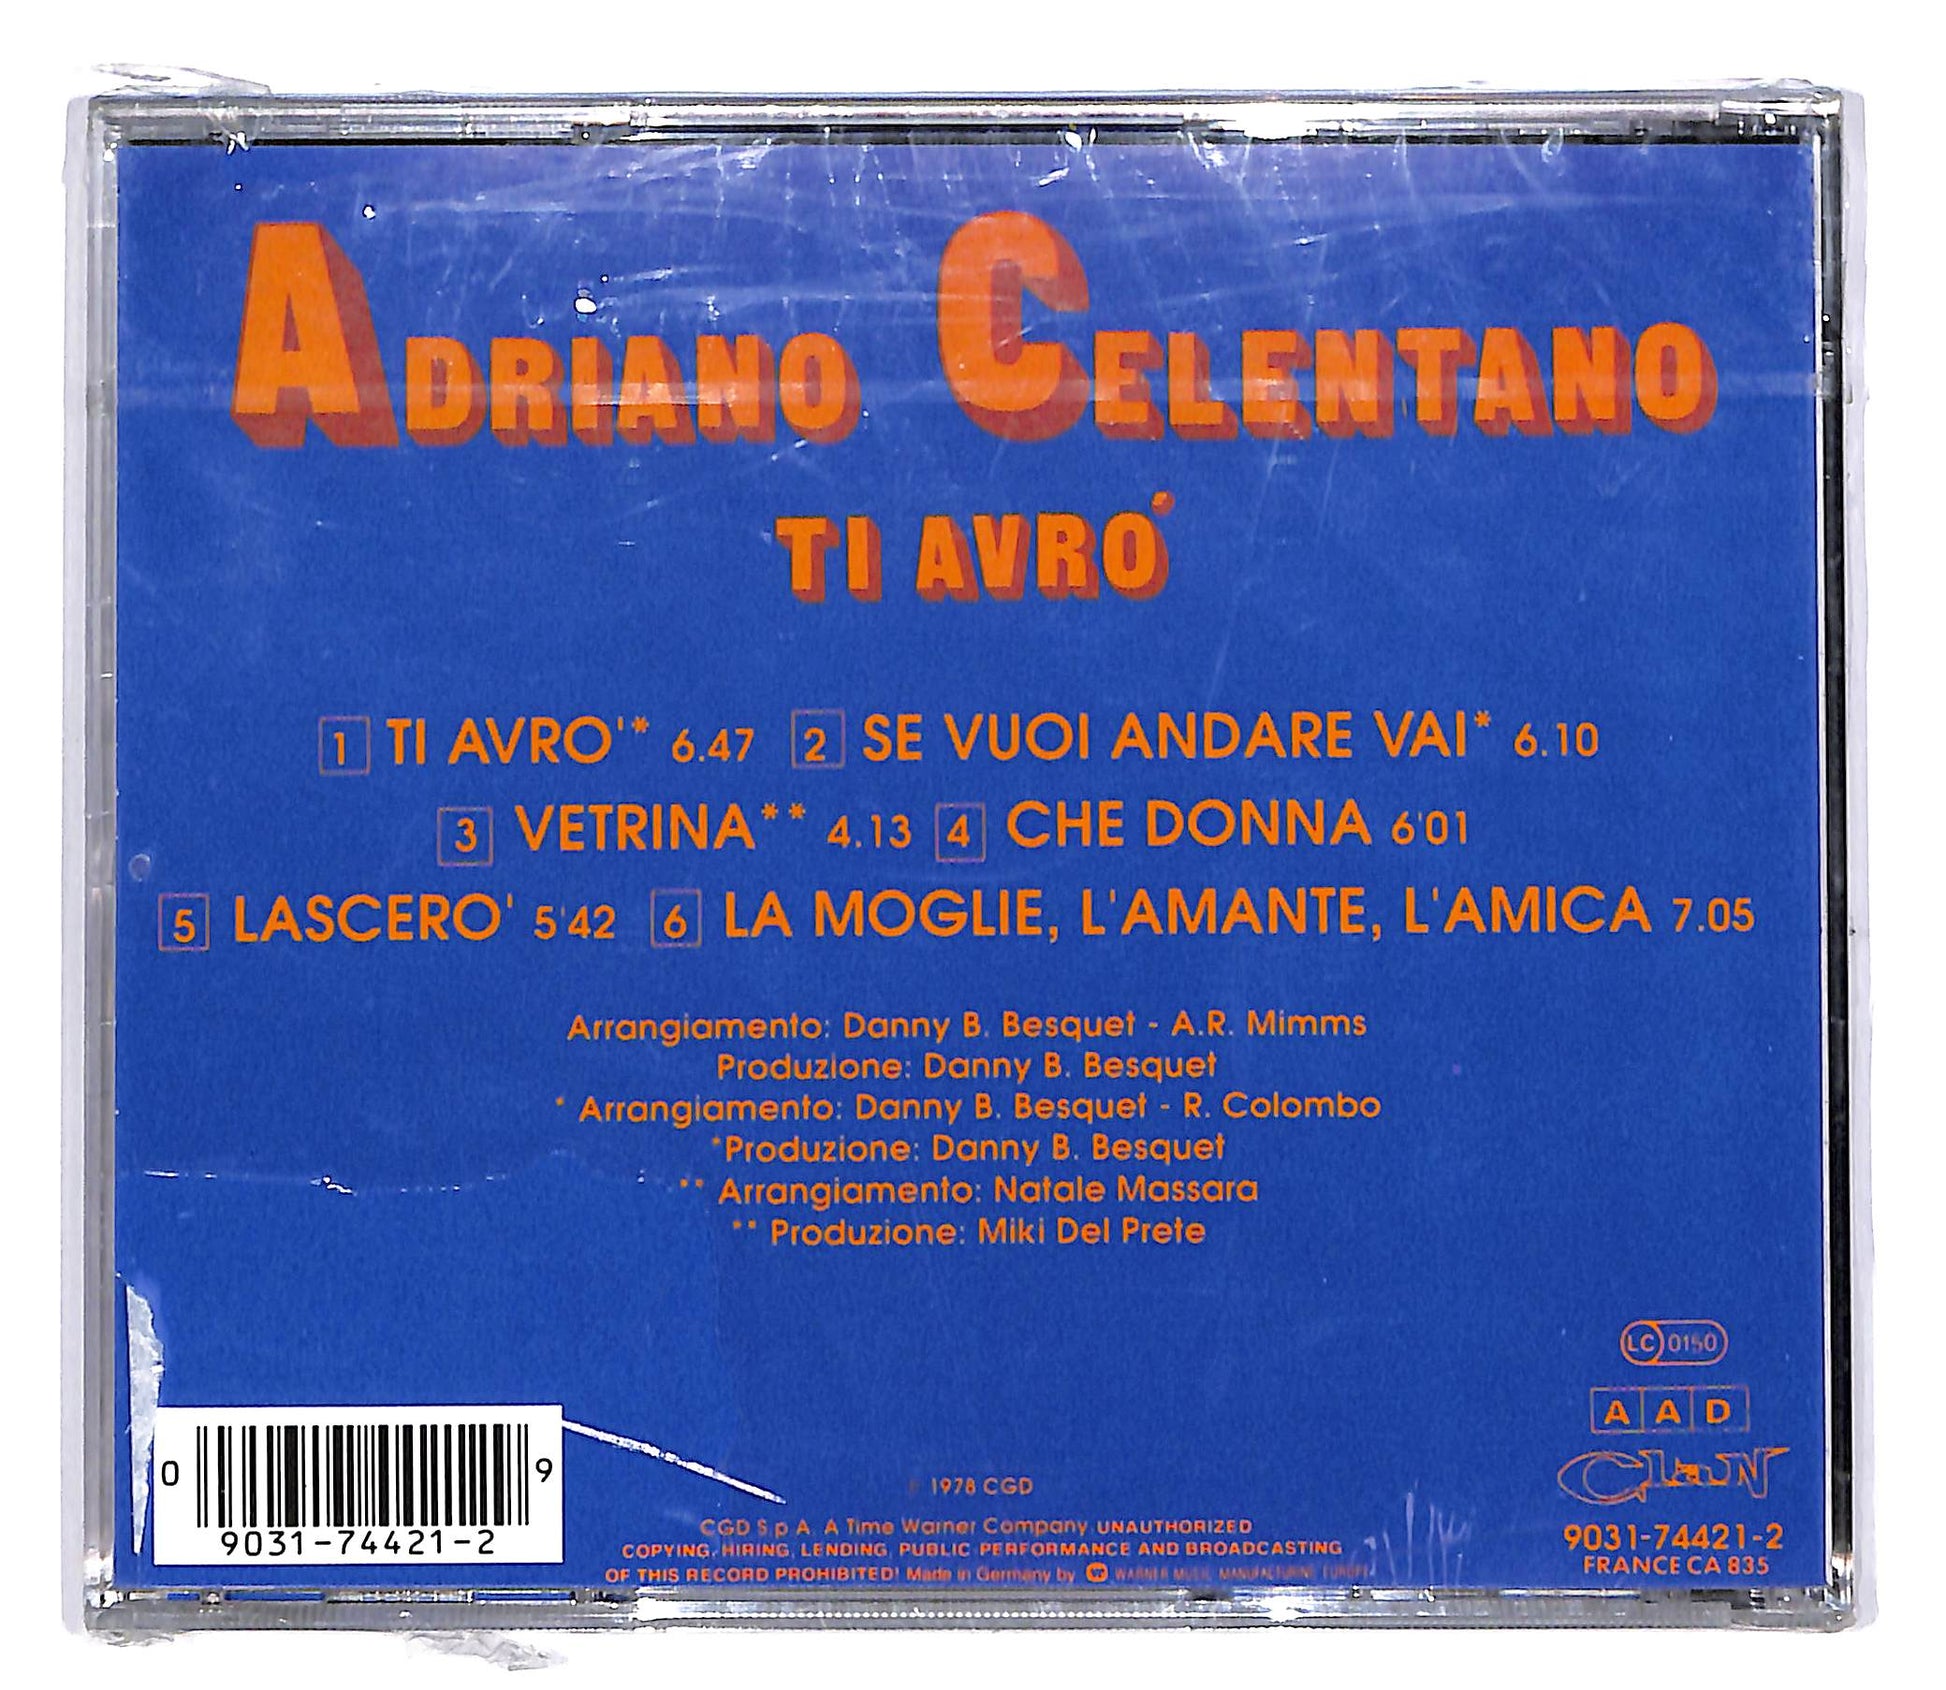 ADRIANO CELENTANO
TI AVRO'
1 TI AVRO'* 6.47 2 SE VUOI ANDARE VAI* 6.10
3 VETRINA** 4.13 4 CHE DONNA 6'01
5 LASCERO' 5'42 6 LA MOGLIE, L'AMANTE, L'AMICA 7.05
Arrangiamento: Danny B. Besquet - A.R. Mimms
Produzione: Danny B. Besquet
* Arrangiamento: Danny B. Besquet - R. Colombo
*Produzione: Danny B. Besquet
** Arrangiamento: Natale Massara
** Produzione: Miki Del Prete
LC 0150
A A D
Clan
0 9
9031-74421-2
1978 CGD
CGD S.p.A. A Time Warner Company. UNAUTHORIZED
COPYING, HIRING, LENDING, PUBLIC PERFORMANCE AND BROADCASTING
OF THIS RECORD PROHIBITED! Made in Germany by WARNER MUSIC MANUFACTURING EUROPE
9031-74421-2
FRANCE CA 835